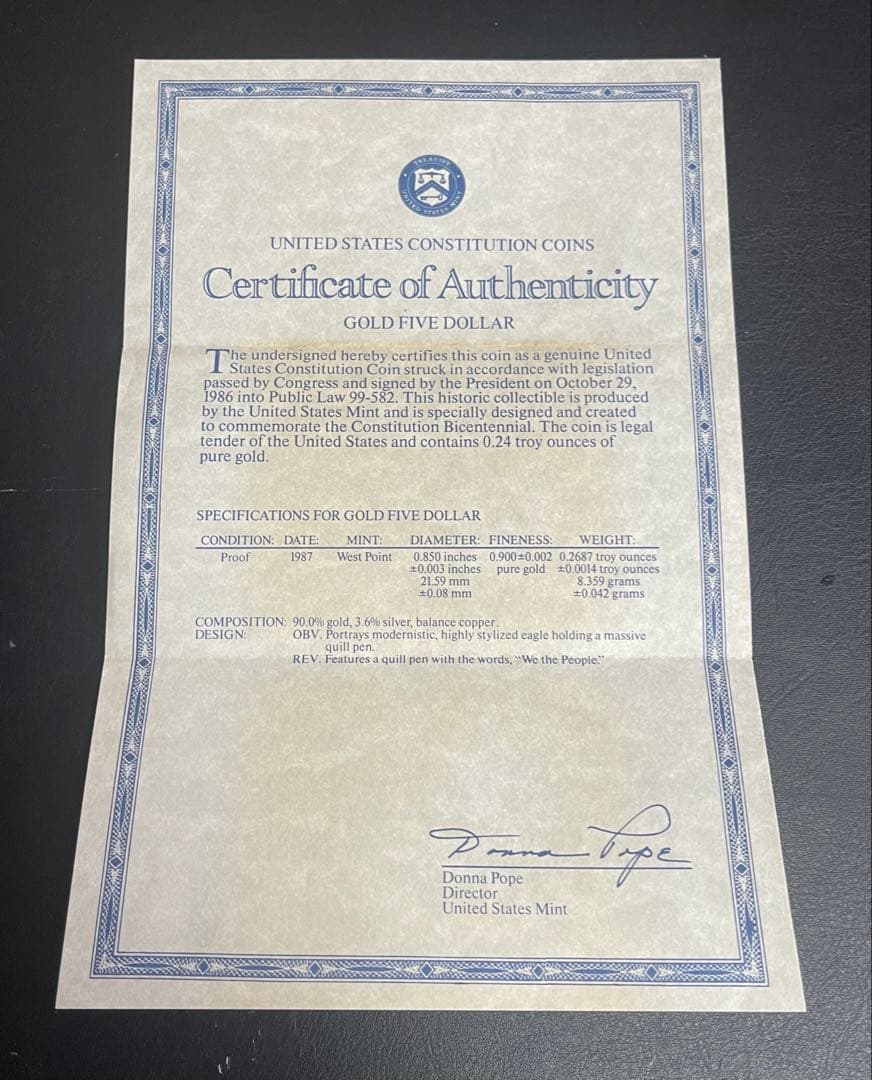 TREASURY
UNITED STATES MINT
UNITED STATES CONSTITUTION COINS
Certificate of Authenticity
GOLD FIVE DOLLAR
The undersigned hereby certifies this coin as a genuine United
States Constitution Coin struck in accordance with legislation
passed by Congress and signed by the President on October 29,
1986 into Public Law 99-582. This historic collectible is produced
by the United States Mint and is specially designed and created
to commemorate the Constitution Bicentennial. The coin is legal
tender of the United States and contains 0.24 troy ounces of
pure gold.
SPECIFICATIONS FOR GOLD FIVE DOLLAR
CONDITION: DATE: MINT: DIAMETER: FINENESS: WEIGHT:
Proof 1987 West Point 0.850 inches 0.900±0.002 0.2687 troy ounces
±0.003 inches pure gold ±0.0014 troy ounces
21.59 mm 8.359 grams
±0.08 mm ±0.042 grams
COMPOSITION: 90.0% gold, 3.6% silver, balance copper.
DESIGN: OBV. Portrays modernistic, highly stylized eagle holding a massive
quill pen.
REV. Features a quill pen with the words, "We the People."
Donna Pope
Donna Pope
Director
United States Mint